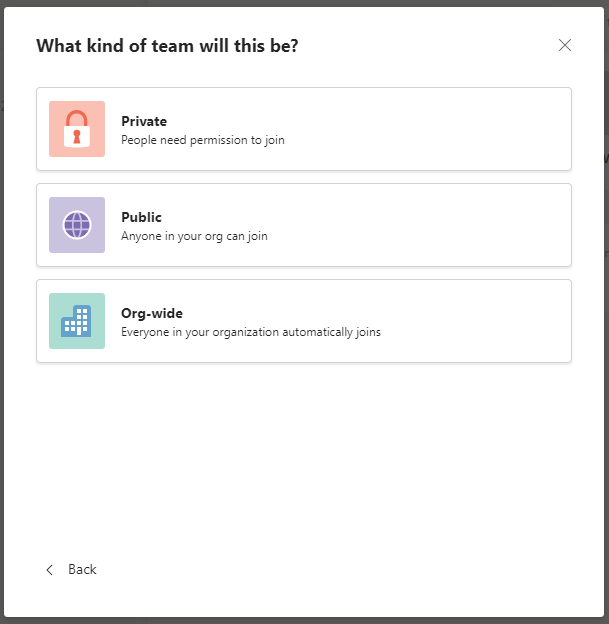 What kind of team will this be?
Private
People need permission to join
Public
Anyone in your org can join
Org-wide
Everyone in your organization automatically joins
Back